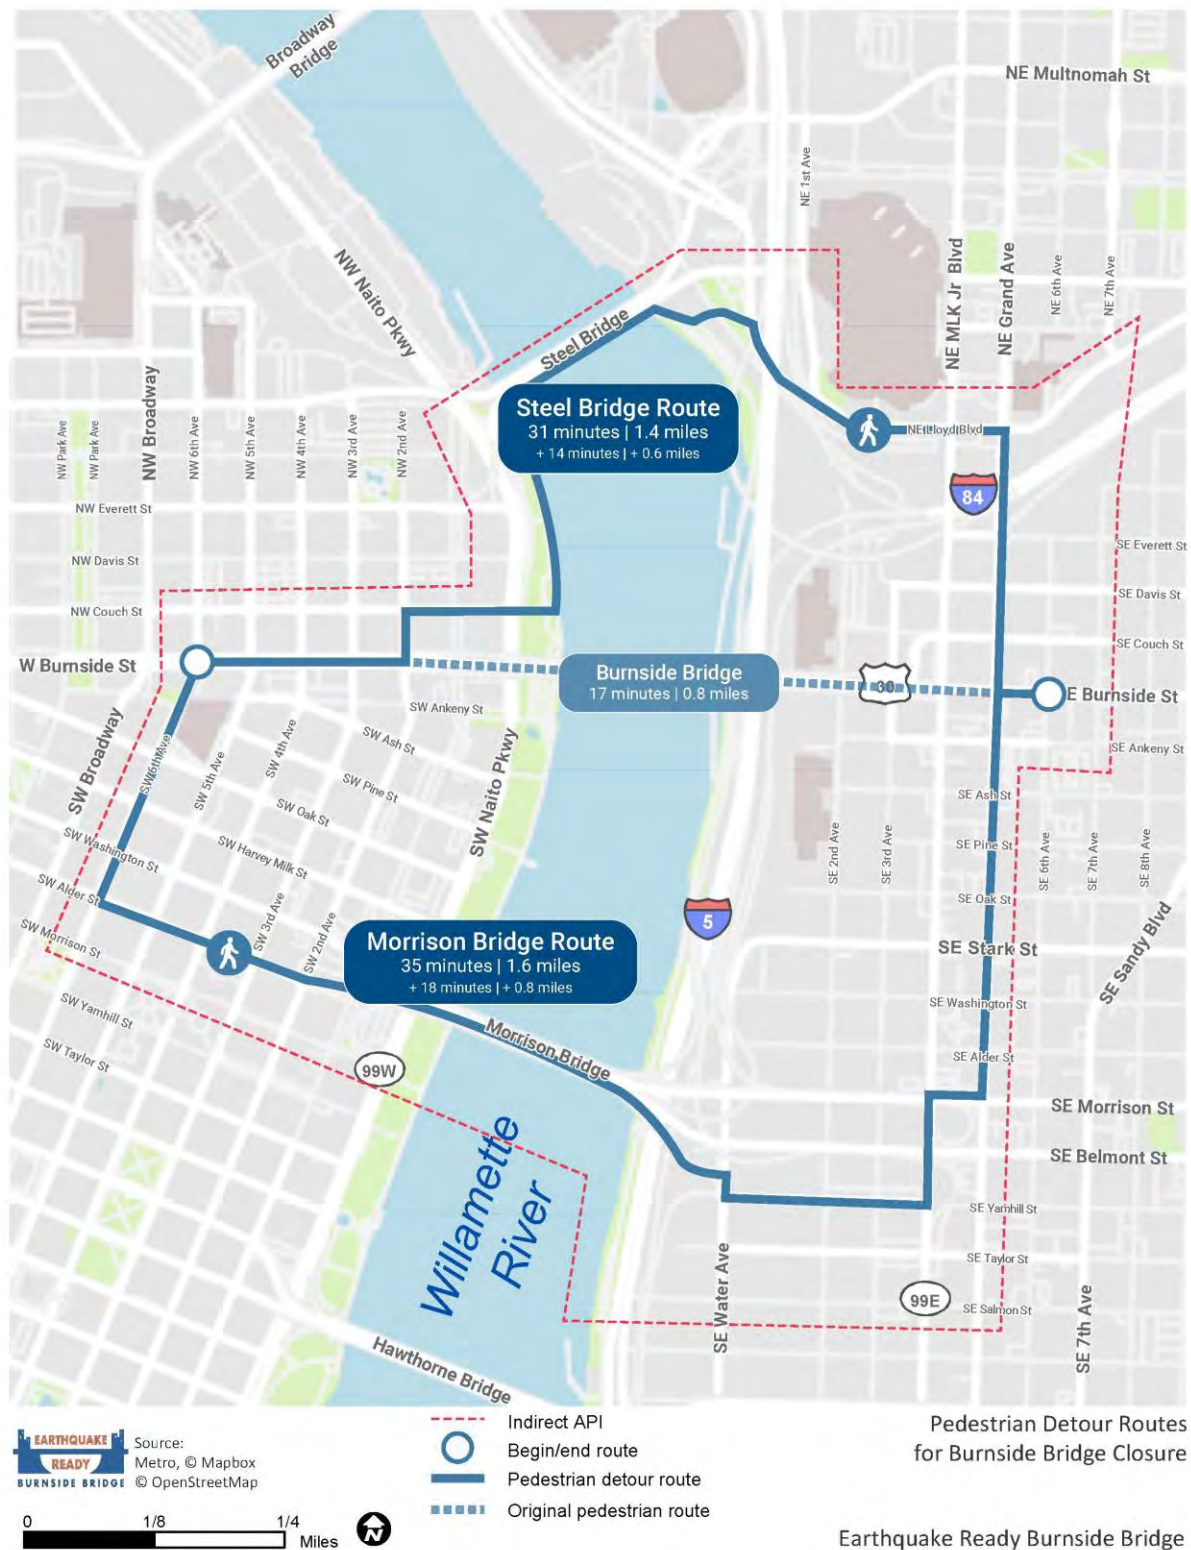 Broadway
Bridge
NE Multnomah St
NE 1st Ave
NW Naito Pkwy
NE MLK Jr Blvd
NE Grand Ave
NE 6th Ave
NE 7th Ave
Steel Bridge
NW Park Ave
NW Park Ave
NW Broadway
NW 6th Ave
NW 5th Ave
NW 4th Ave
NW 3rd Ave
NW 2nd Ave
Steel Bridge Route
31 minutes | 1.4 miles
+ 14 minutes | + 0.6 miles
NE Lloyd Blvd
84
NW Everett St
SE Everett St
NW Davis St
SE Davis St
NW Couch St
SE Couch St
W Burnside St
Burnside Bridge
17 minutes | 0.8 miles
30
E Burnside St
SW Ankeny St
SE Ankeny St
SW Broadway
SW 6th Ave
SW 5th Ave
SW 4th Ave
SW Ash St
SW Pine St
SW Oak St
SW Naito Pkwy
SE Ash St
SE Pine St
SE 2nd Ave
SE 3rd Ave
SE 6th Ave
SE 7th Ave
SE 8th Ave
SW Washington St
SW Harvey Milk St
SW Alder St
SE Oak St
SW Morrison St
SW 3rd Ave
SW 2nd Ave
5
SE Stark St
SE Sandy Blvd
Morrison Bridge Route
35 minutes | 1.6 miles
+ 18 minutes | + 0.8 miles
SW Yamhill St
SE Washington St
SW Taylor St
Morrison Bridge
99W
SE Alder St
SE Morrison St
SE Belmont St
Willamette
River
SE Yamhill St
SE Taylor St
SE Water Ave
99E
SE Salmon St
SE 7th Ave
Hawthorne Bridge
EARTHQUAKE
READY
BURNSIDE BRIDGE
Source:
Metro, © Mapbox
© OpenStreetMap
Indirect API
Begin/end route
Pedestrian detour route
Original pedestrian route
Pedestrian Detour Routes
for Burnside Bridge Closure
0 1/8 1/4
Miles
N
Earthquake Ready Burnside Bridge